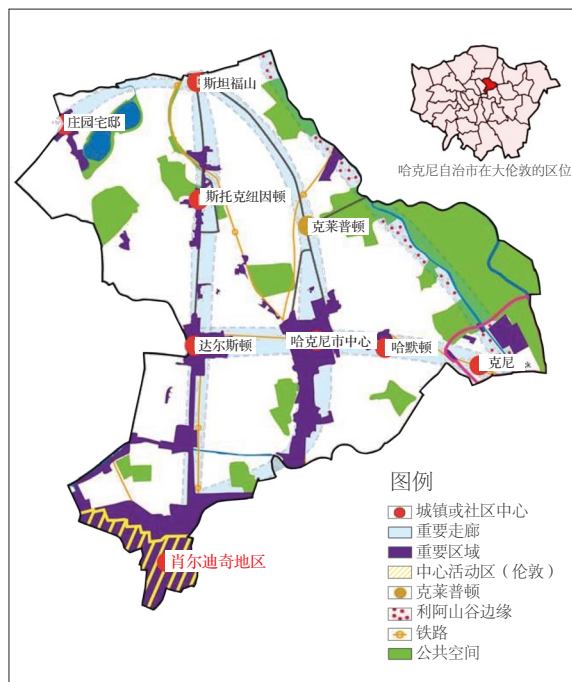 斯坦福山
庄园宅邸
哈克尼自治市在大伦敦的区位
斯托克纽因顿
克莱普顿
达尔斯顿
哈克尼市中心
哈默顿
克尼
肖尔迪奇地区
图例
城镇或社区中心
重要走廊
重要区域
中心活动区（伦敦）
克莱普顿
利阿山谷边缘
铁路
公共空间